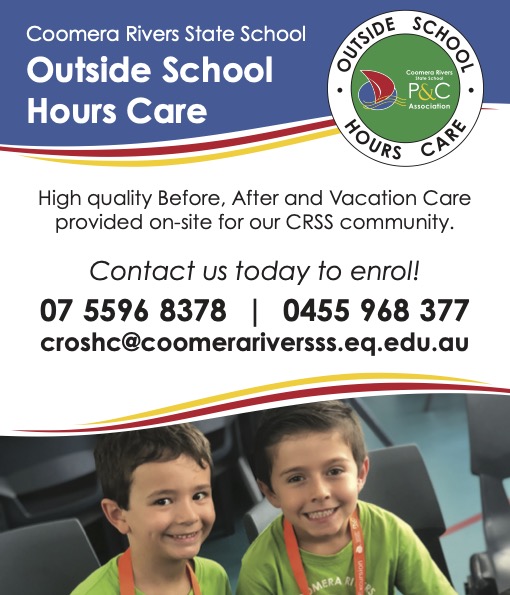 Coomera Rivers State School
Outside School
Hours Care
OUTSIDE SCHOOL
Coomera Rivers
State School
P&C
Association
HOURS CARE
High quality Before, After and Vacation Care
provided on-site for our CRSS community.
Contact us today to enrol!
07 5596 8378 | 0455 968 377
croshc@coomerariversss.eq.edu.au